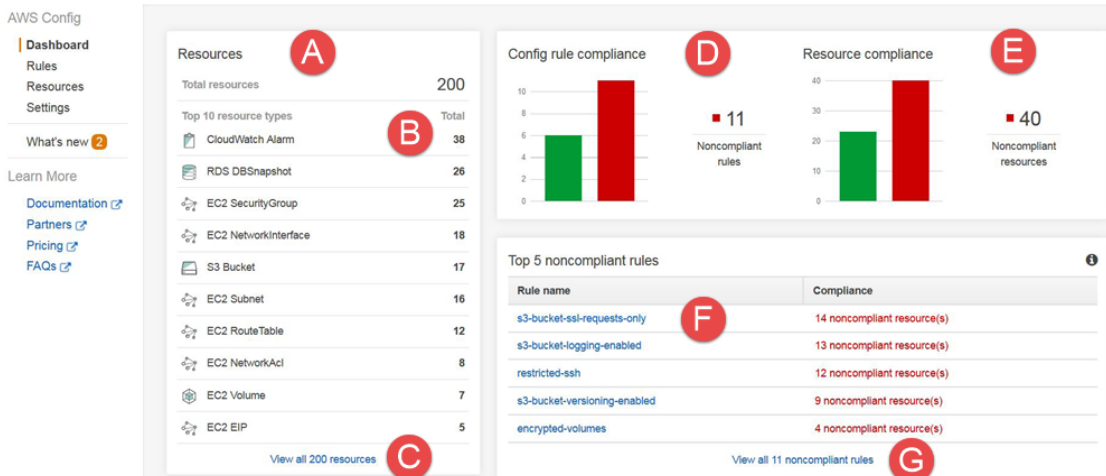 AWS Config
Dashboard
Rules
Resources
Settings
What's new 2
Learn More
Documentation
Partners
Pricing
FAQs
Resources A
Total resources 200
Top 10 resource types B Total
CloudWatch Alarm 38
RDS DBSnapshot 26
EC2 SecurityGroup 25
EC2 NetworkInterface 18
S3 Bucket 17
EC2 Subnet 16
EC2 RouteTable 12
EC2 NetworkAcl 8
EC2 Volume 7
EC2 EIP 5
View all 200 resources C
Config rule compliance D
10
8
6
4
2
0
11
Noncompliant
rules
Resource compliance E
40
30
20
10
0
40
Noncompliant
resources
Top 5 noncompliant rules
Rule name Compliance
s3-bucket-ssl-requests-only F 14 noncompliant resource(s)
s3-bucket-logging-enabled 13 noncompliant resource(s)
restricted-ssh 12 noncompliant resource(s)
s3-bucket-versioning-enabled 9 noncompliant resource(s)
encrypted-volumes 4 noncompliant resource(s)
View all 11 noncompliant rules G